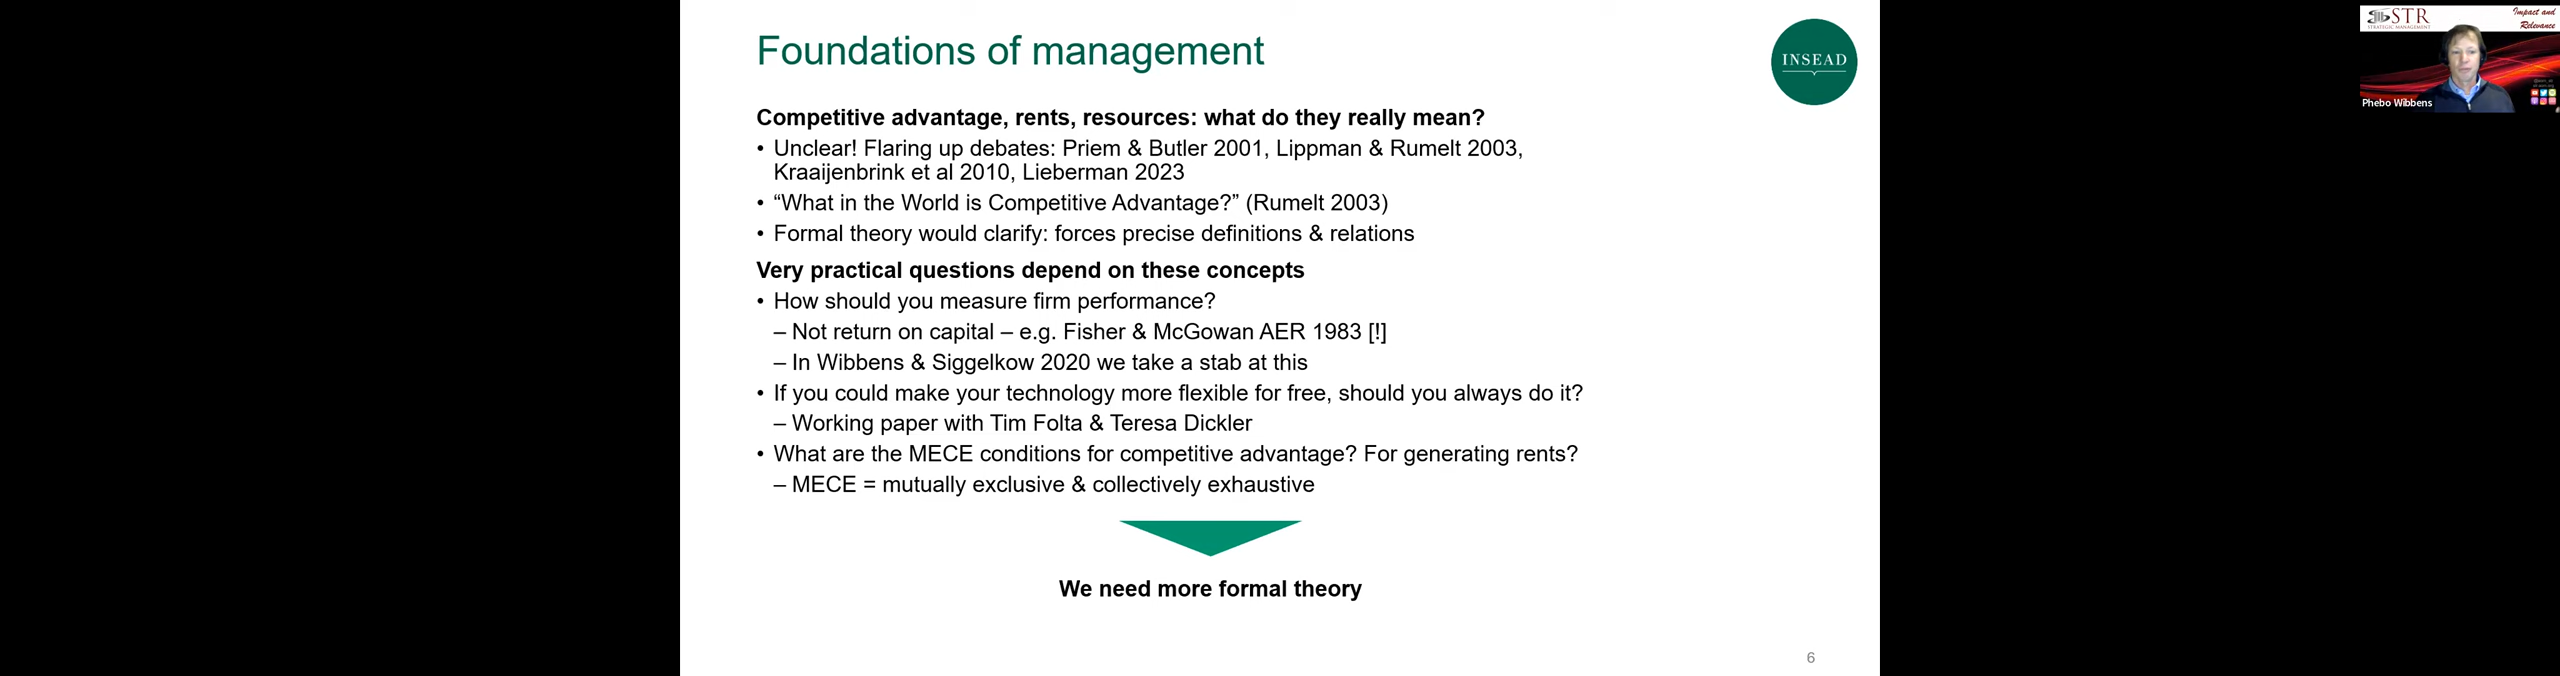 Foundations of management
INSEAD
Competitive advantage, rents, resources: what do they really mean?
• Unclear! Flaring up debates: Priem & Butler 2001, Lippman & Rumelt 2003,
Kraaijenbrink et al 2010, Lieberman 2023
• “What in the World is Competitive Advantage?” (Rumelt 2003)
• Formal theory would clarify: forces precise definitions & relations
Very practical questions depend on these concepts
• How should you measure firm performance?
– Not return on capital – e.g. Fisher & McGowan AER 1983 [!]
– In Wibbens & Siggelkow 2020 we take a stab at this
• If you could make your technology more flexible for free, should you always do it?
– Working paper with Tim Folta & Teresa Dickler
• What are the MECE conditions for competitive advantage? For generating rents?
– MECE = mutually exclusive & collectively exhaustive
We need more formal theory
6
STR
STRATEGIC MANAGEMENT
Impact and
Relevance
Phebo Wibbens